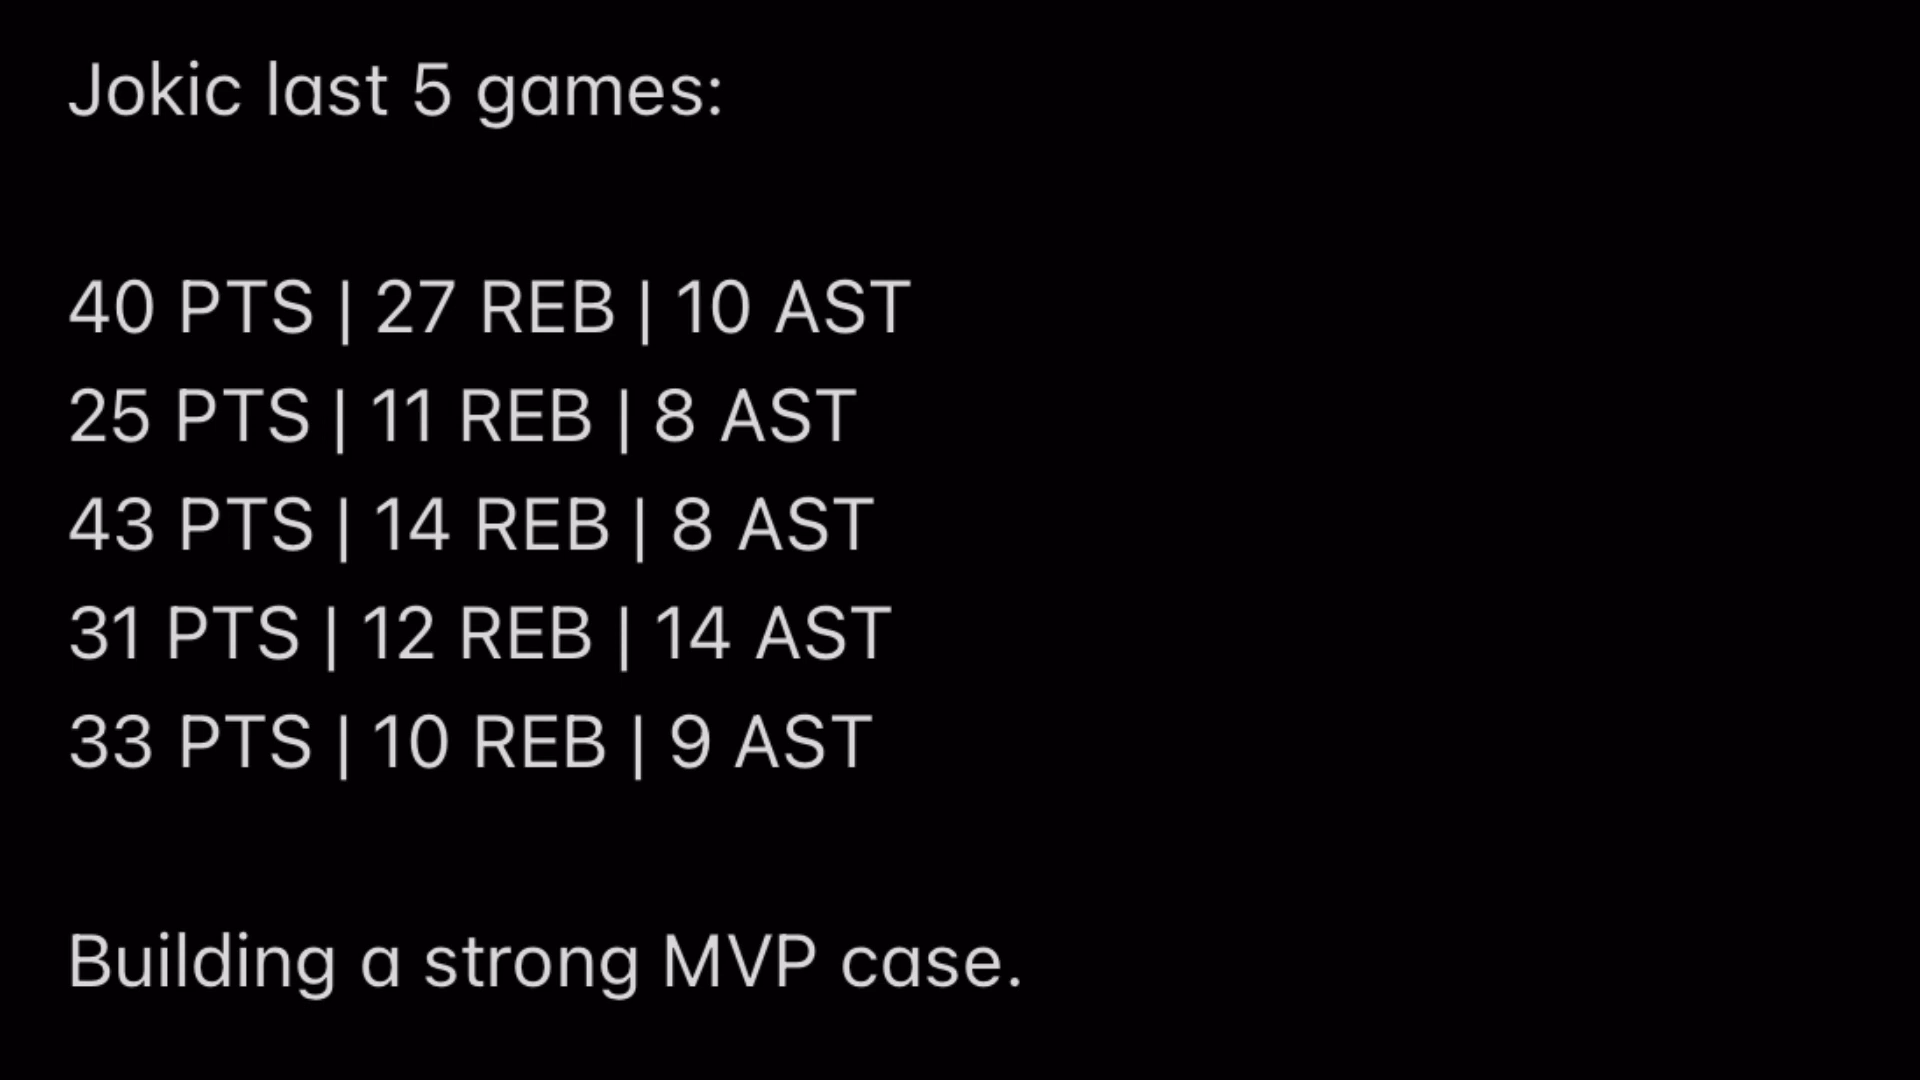 Jokic last 5 games:
40 PTS | 27 REB | 10 AST
25 PTS | 11 REB | 8 AST
43 PTS | 14 REB | 8 AST
31 PTS | 12 REB | 14 AST
33 PTS | 10 REB | 9 AST
Building a strong MVP case.